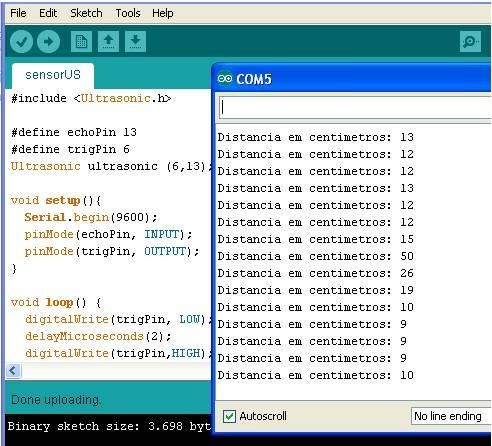 File Edit Sketch Tools Help
sensorUS
#include <Ultrasonic.h>
#define echoPin 13
#define trigPin 6
Ultrasonic ultrasonic (6,13);
void setup(){
Serial.begin(9600);
pinMode(echoPin, INPUT);
pinMode(trigPin, OUTPUT);
}
void loop() {
digitalWrite(trigPin, LOW);
delayMicroseconds(2);
digitalWrite(trigPin,HIGH);
Done uploading.
Binary sketch size: 3.698 byt
COM5
Distancia em centimetros: 13
Distancia em centimetros: 12
Distancia em centimetros: 12
Distancia em centimetros: 13
Distancia em centimetros: 12
Distancia em centimetros: 12
Distancia em centimetros: 15
Distancia em centimetros: 50
Distancia em centimetros: 26
Distancia em centimetros: 19
Distancia em centimetros: 10
Distancia em centimetros: 9
Distancia em centimetros: 9
Distancia em centimetros: 9
Distancia em centimetros: 10
Autoscroll
No line ending